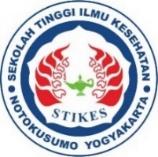 SEKOLAH TINGGI ILMU KESEHATAN
STIKES
NOTOKUSUMO YOGYAKARTA